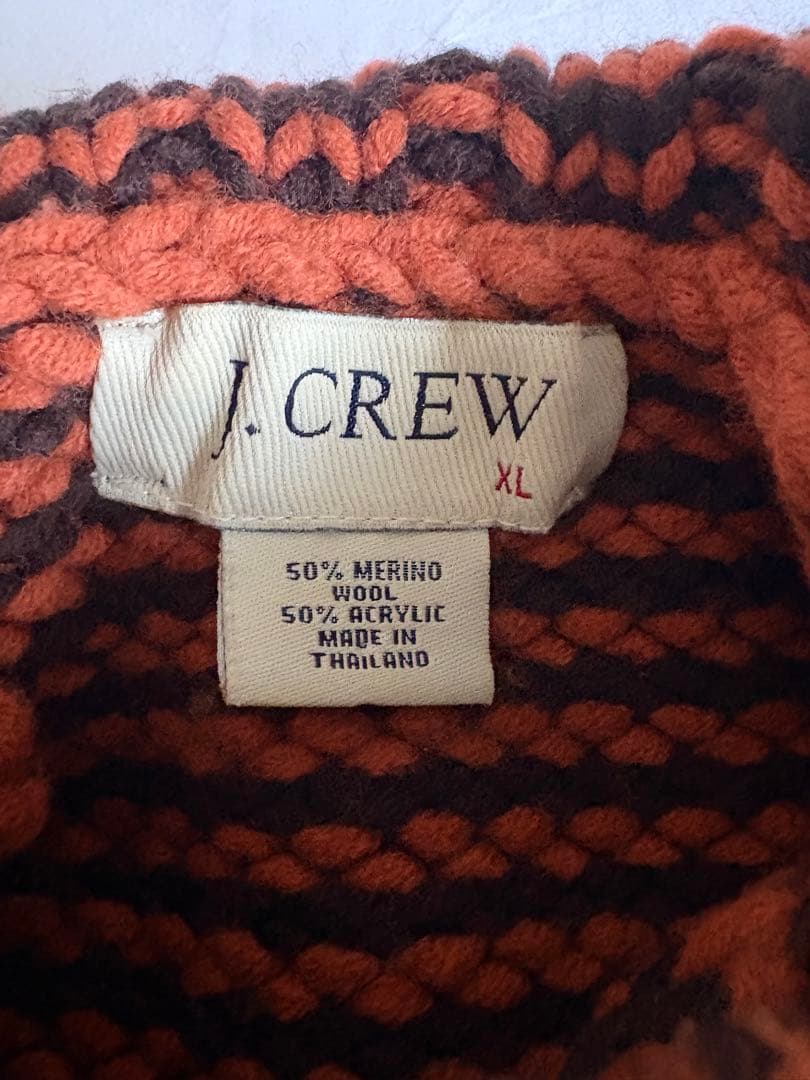 J. CREW
XL
50% MERINO
WOOL
50% ACRYLIC
MADE IN
THAILAND